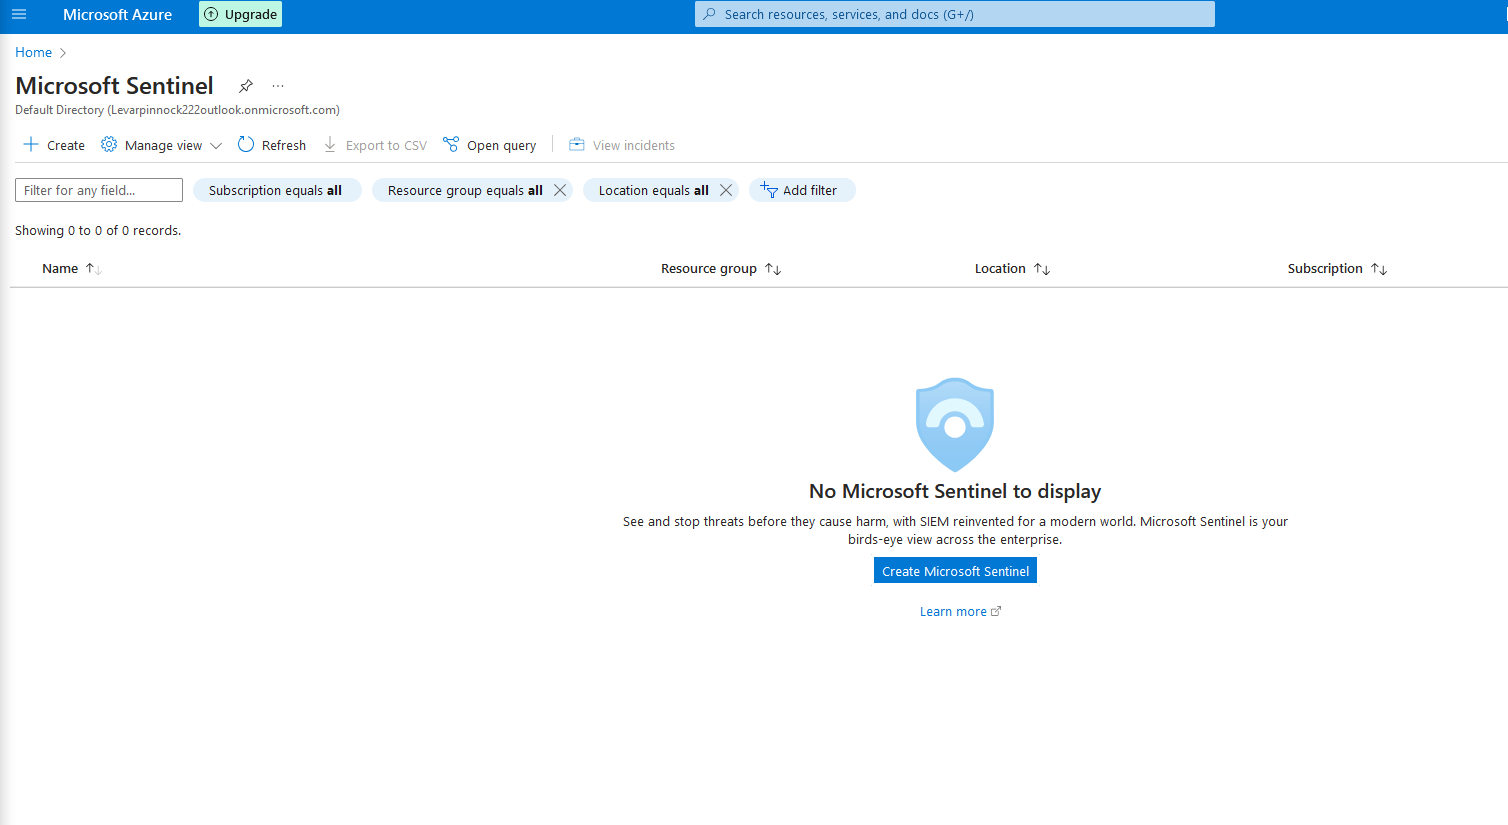 Microsoft Azure Upgrade Search resources, services, and docs (G+/)
Home
Microsoft Sentinel ...
Default Directory (Levarpinnock222outlook.onmicrosoft.com)
Create Manage view Refresh Export to CSV Open query View incidents
Filter for any field... Subscription equals all Resource group equals all Location equals all Add filter
Showing 0 to 0 of 0 records.
Name Resource group Location Subscription
No Microsoft Sentinel to display
See and stop threats before they cause harm, with SIEM reinvented for a modern world. Microsoft Sentinel is your
birds-eye view across the enterprise.
Create Microsoft Sentinel
Learn more